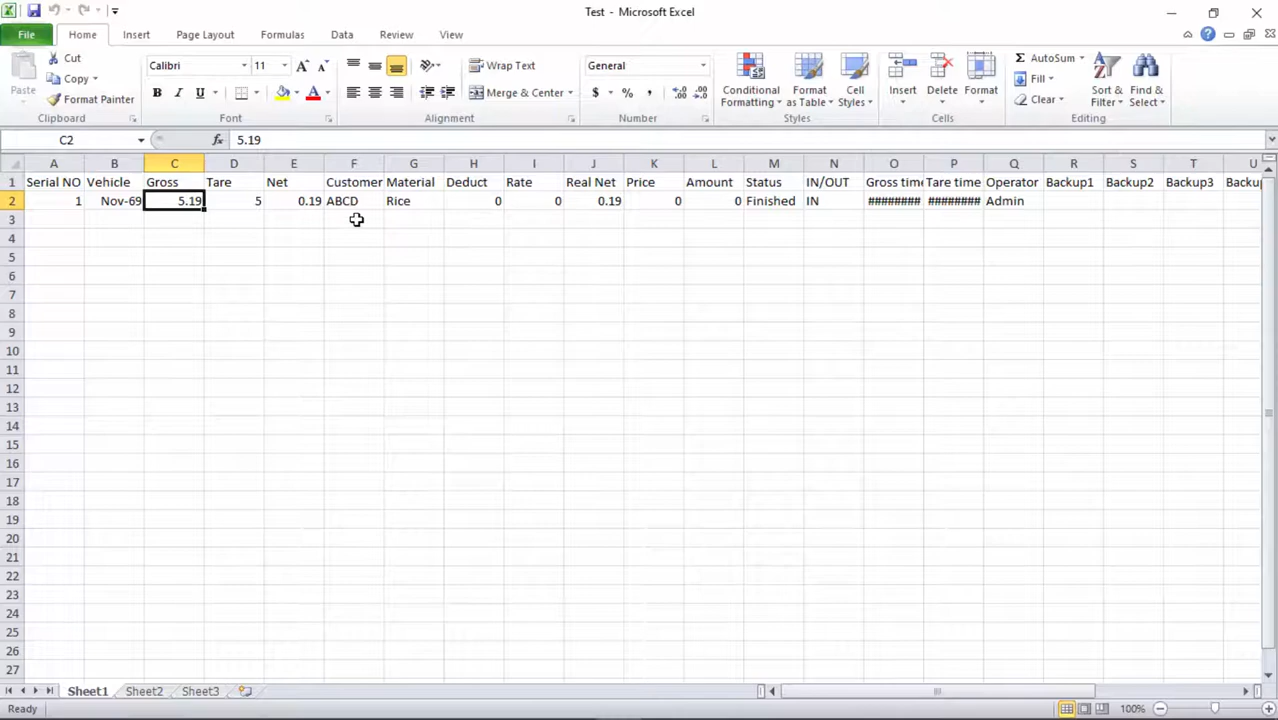 Test - Microsoft Excel
File Home Insert Page Layout Formulas Data Review View
Paste
Cut
Copy
Format Painter
Clipboard
Calibri 11 A A
B I U A
Font
Wrap Text
Merge & Center
Alignment
General
$ % , .0 .00 .00 .0
Number
Conditional Formatting
Format as Table
Cell Styles
Styles
Insert Delete Format
Cells
Σ AutoSum
Fill
Clear
Sort & Filter
Find & Select
Editing
C2 fx 5.19
A B C D E F G H I J K L M N O P Q R S T U
1 Serial NO Vehicle Gross Tare Net Customer Material Deduct Rate Real Net Price Amount Status IN/OUT Gross time Tare time Operator Backup1 Backup2 Backup3 Backu
2 1 Nov-69 5.19 5 0.19 ABCD Rice 0 0 0.19 0 0 Finished IN ######## ######## Admin
3
4
5
6
7
8
9
10
11
12
13
14
15
16
17
18
19
20
21
22
23
24
25
26
27
Sheet1 Sheet2 Sheet3
Ready 100%